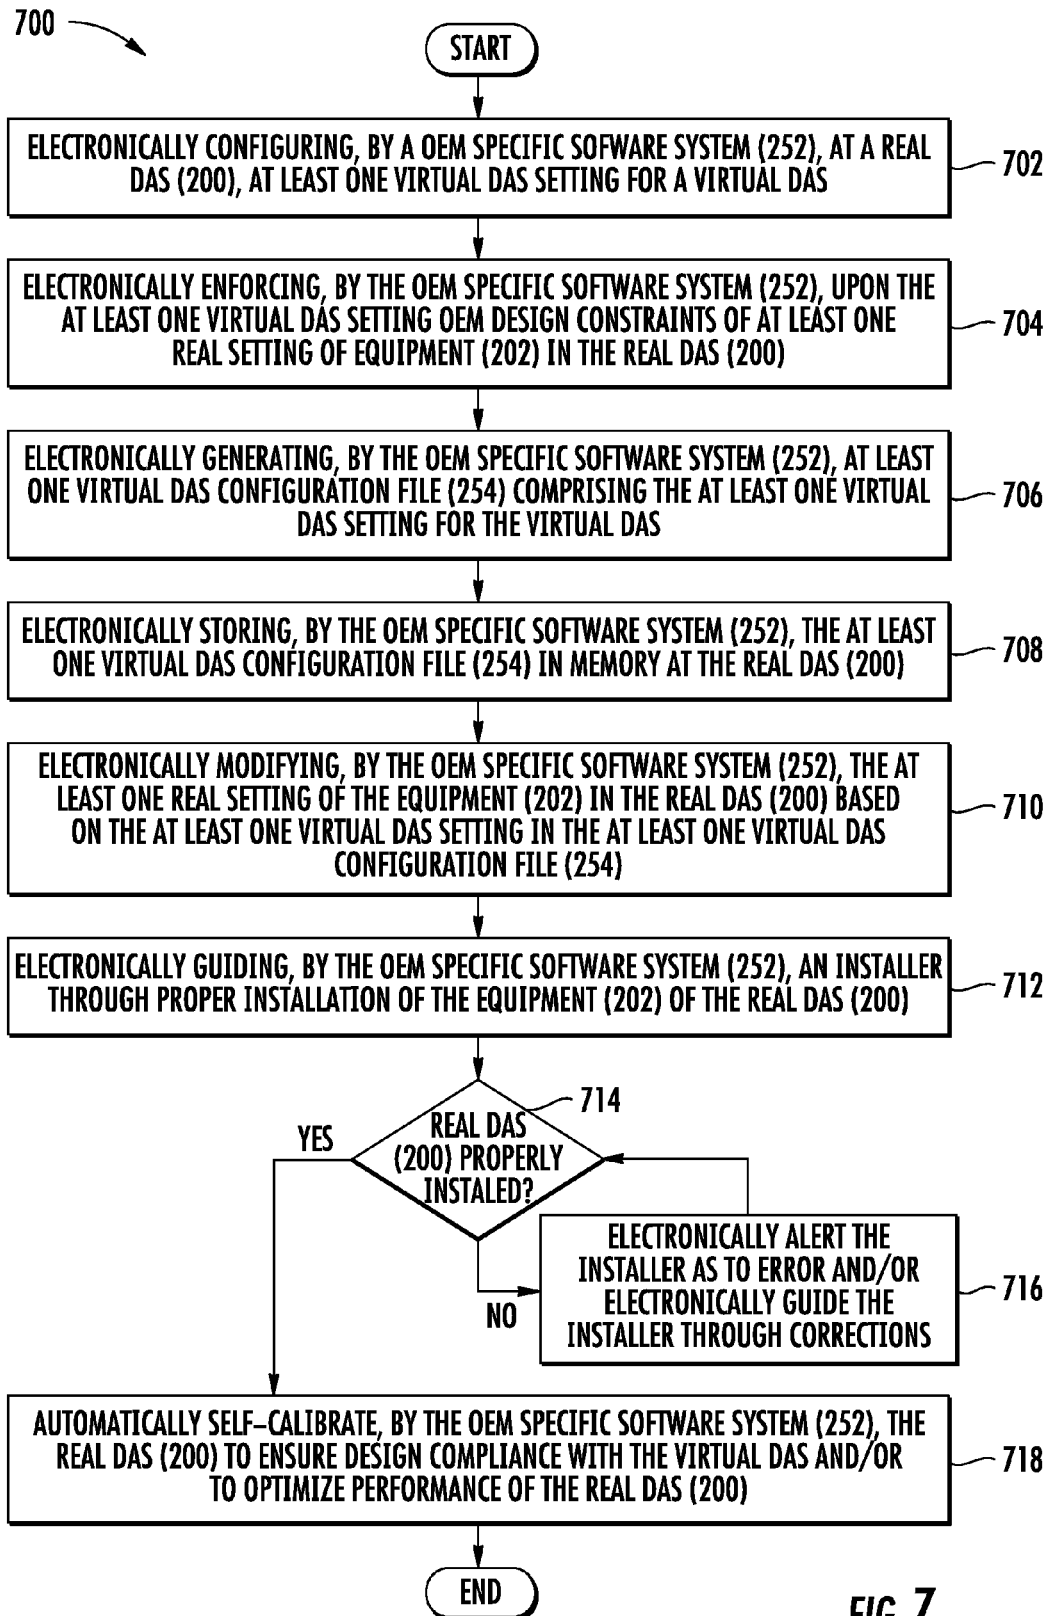 700
START
ELECTRONICALLY CONFIGURING, BY A OEM SPECIFIC SOFWARE SYSTEM (252), AT A REAL
DAS (200), AT LEAST ONE VIRTUAL DAS SETTING FOR A VIRTUAL DAS
702
ELECTRONICALLY ENFORCING, BY THE OEM SPECIFIC SOFTWARE SYSTEM (252), UPON THE
AT LEAST ONE VIRTUAL DAS SETTING OEM DESIGN CONSTRAINTS OF AT LEAST ONE
REAL SETTING OF EQUIPMENT (202) IN THE REAL DAS (200)
704
ELECTRONICALLY GENERATING, BY THE OEM SPECIFIC SOFTWARE SYSTEM (252), AT LEAST
ONE VIRTUAL DAS CONFIGURATION FILE (254) COMPRISING THE AT LEAST ONE VIRTUAL
DAS SETTING FOR THE VIRTUAL DAS
706
ELECTRONICALLY STORING, BY THE OEM SPECIFIC SOFTWARE SYSTEM (252), THE AT LEAST
ONE VIRTUAL DAS CONFIGURATION FILE (254) IN MEMORY AT THE REAL DAS (200)
708
ELECTRONICALLY MODIFYING, BY THE OEM SPECIFIC SOFTWARE SYSTEM (252), THE AT
LEAST ONE REAL SETTING OF THE EQUIPMENT (202) IN THE REAL DAS (200) BASED
ON THE AT LEAST ONE VIRTUAL DAS SETTING IN THE AT LEAST ONE VIRTUAL DAS
CONFIGURATION FILE (254)
710
ELECTRONICALLY GUIDING, BY THE OEM SPECIFIC SOFTWARE SYSTEM (252), AN INSTALLER
THROUGH PROPER INSTALLATION OF THE EQUIPMENT (202) OF THE REAL DAS (200)
712
714
REAL DAS
(200) PROPERLY
INSTALED?
YES
NO
ELECTRONICALLY ALERT THE
INSTALLER AS TO ERROR AND/OR
ELECTRONICALLY GUIDE THE
INSTALLER THROUGH CORRECTIONS
716
AUTOMATICALLY SELF-CALIBRATE, BY THE OEM SPECIFIC SOFTWARE SYSTEM (252), THE
REAL DAS (200) TO ENSURE DESIGN COMPLIANCE WITH THE VIRTUAL DAS AND/OR
TO OPTIMIZE PERFORMANCE OF THE REAL DAS (200)
718
END
FIG. 7